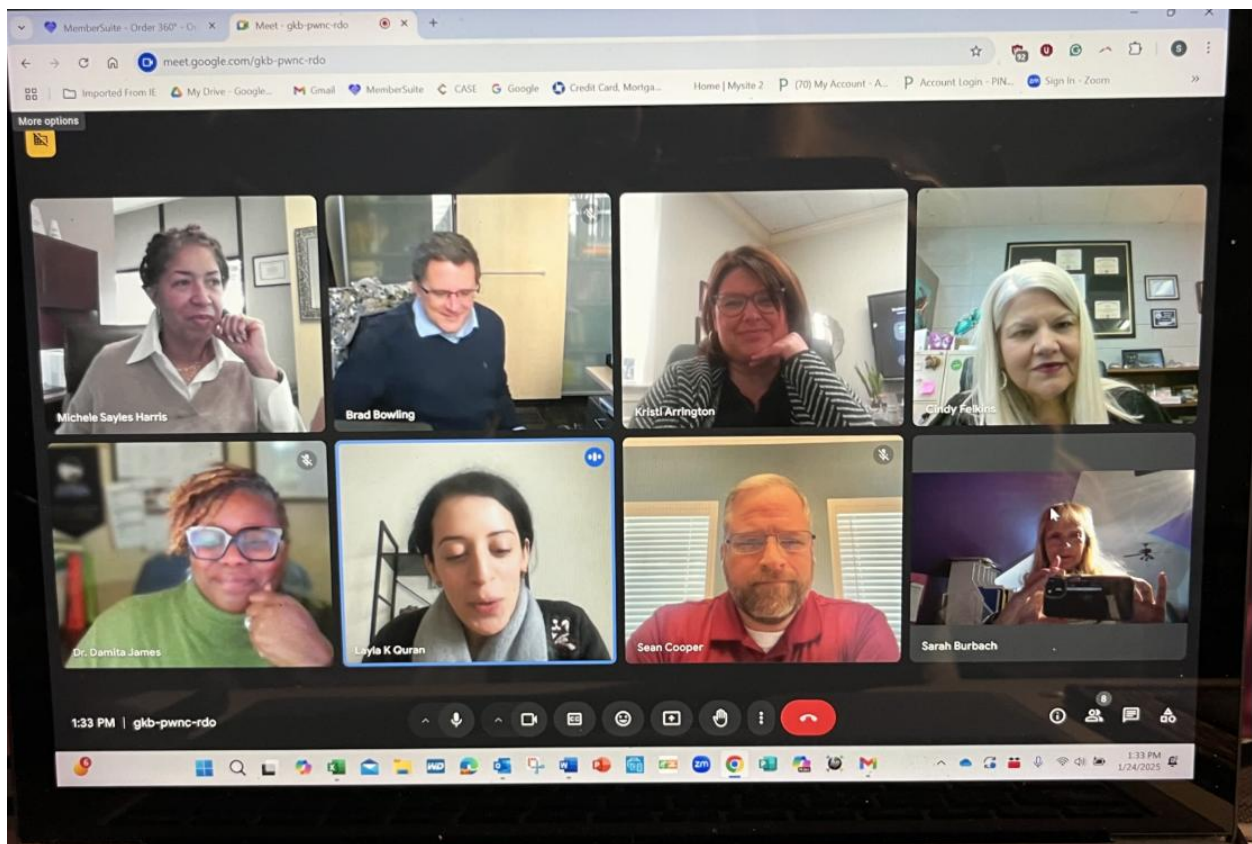 MemberSuite - Order 360° - O
Meet - gkb-pwnc-rdo
meet.google.com/gkb-pwnc-rdo
Imported From IE
My Drive - Google...
Gmail
MemberSuite
CASE
Google
Credit Card, Mortga...
Home | Mysite 2
(70) My Account - A...
Account Login - PIN...
Sign In - Zoom
More options
Michele Sayles Harris
Brad Bowling
Kristi Arrington
Cindy Felkins
Dr. Damita James
Layla K Quran
Sean Cooper
Sarah Burbach
1:33 PM | gkb-pwnc-rdo
8
1:33 PM
1/24/2025